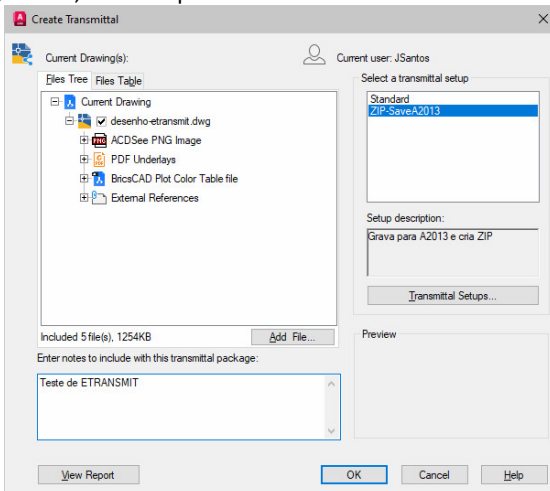 Create Transmittal
Current Drawing(s):
Current user: JSantos
Files Tree
Files Table
Current Drawing
desenho-etransmit.dwg
ACDSee PNG Image
PDF Underlays
BricsCAD Plot Color Table file
External References
Included 5 file(s), 1254KB
Add File...
Enter notes to include with this transmittal package:
Teste de ETRANSMIT
Select a transmittal setup
Standard
ZIP-SaveA2013
Setup description:
Grava para A2013 e cria ZIP
Transmittal Setups...
Preview
View Report
OK
Cancel
Help